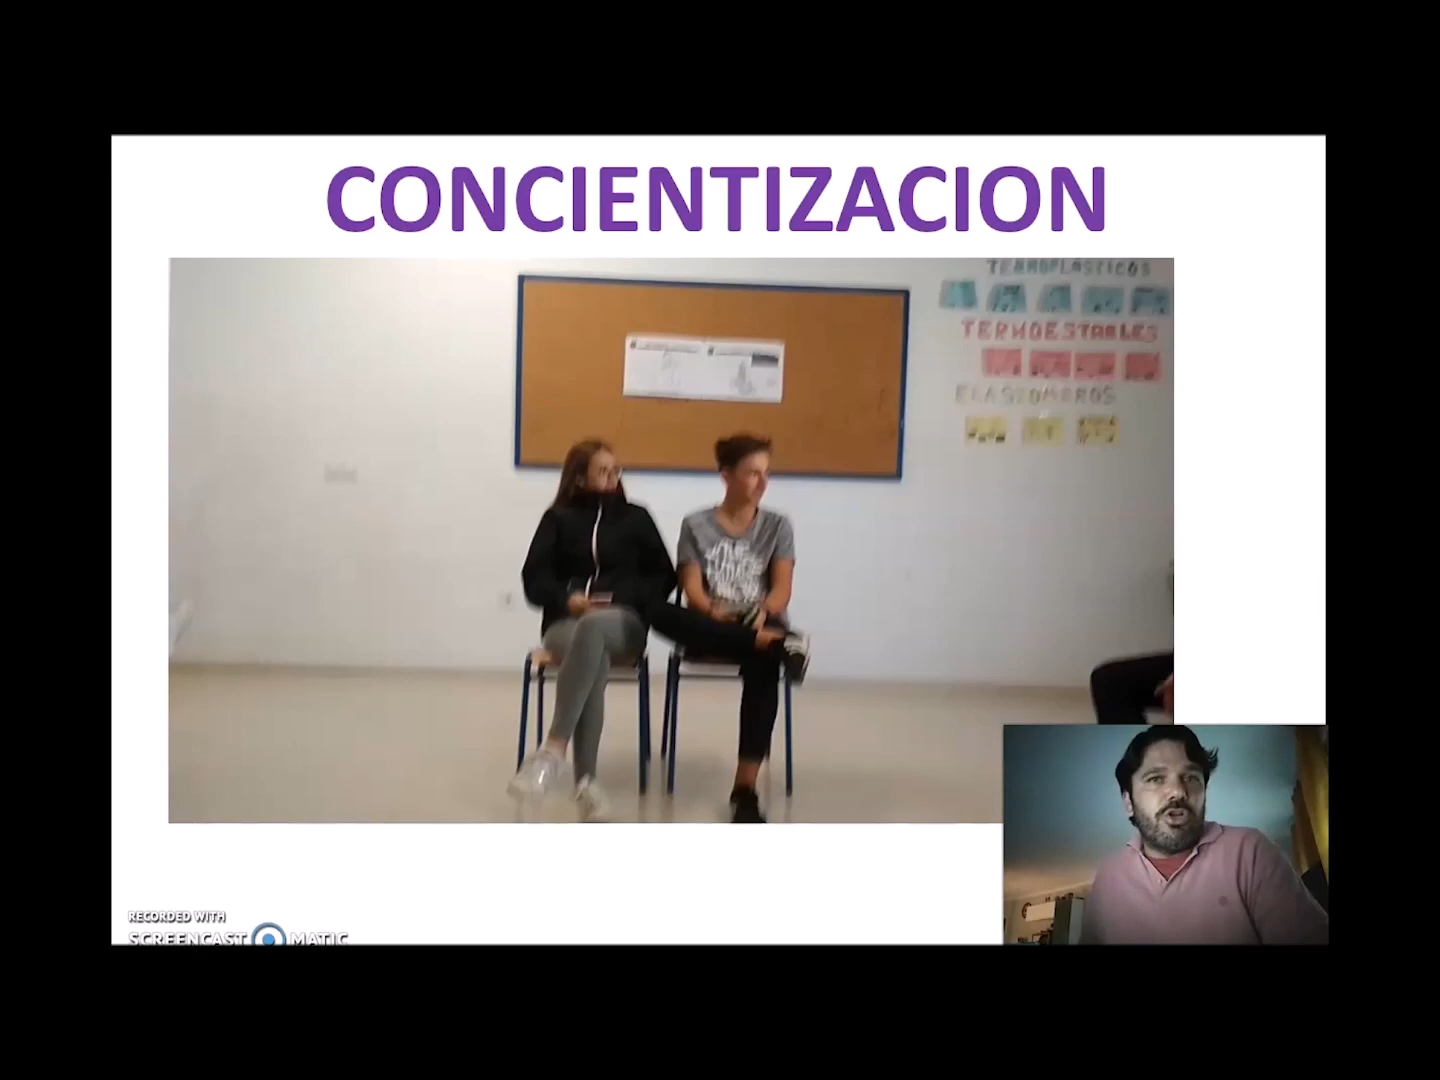 CONCIENTIZACION
TERMOPLASTICOS
TERMOESTABLES
ELASTOMEROS
RECORDED WITH
SCREENCAST MATIC